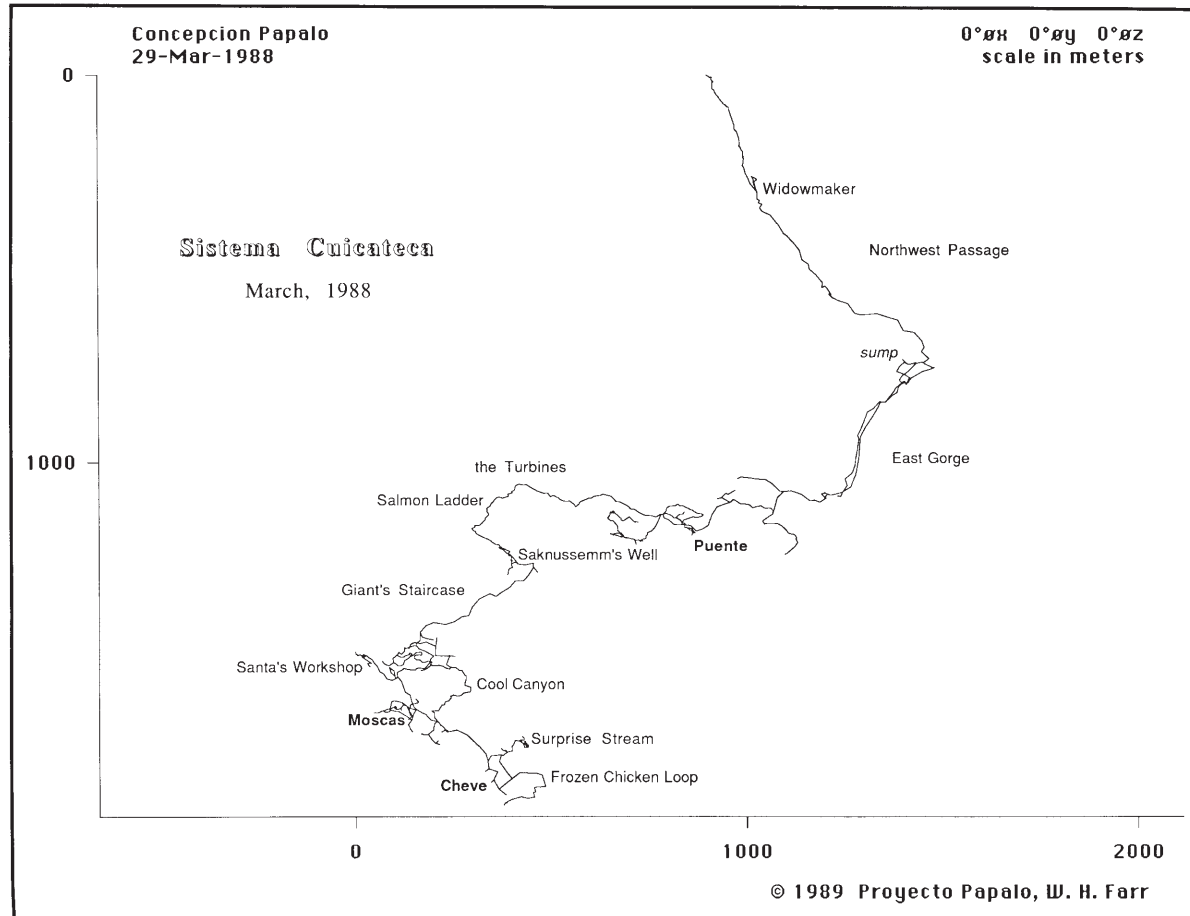 Concepcion Papalo
29-Mar-1988
0°øx 0°øy 0°øz
scale in meters
0
Widowmaker
Sistema Cuicateca
March, 1988
Northwest Passage
sump
1000
East Gorge
the Turbines
Salmon Ladder
Puente
Saknussemm's Well
Giant's Staircase
Santa's Workshop
Cool Canyon
Moscas
Surprise Stream
Cheve
Frozen Chicken Loop
0
1000
2000
© 1989 Proyecto Papalo, W. H. Farr